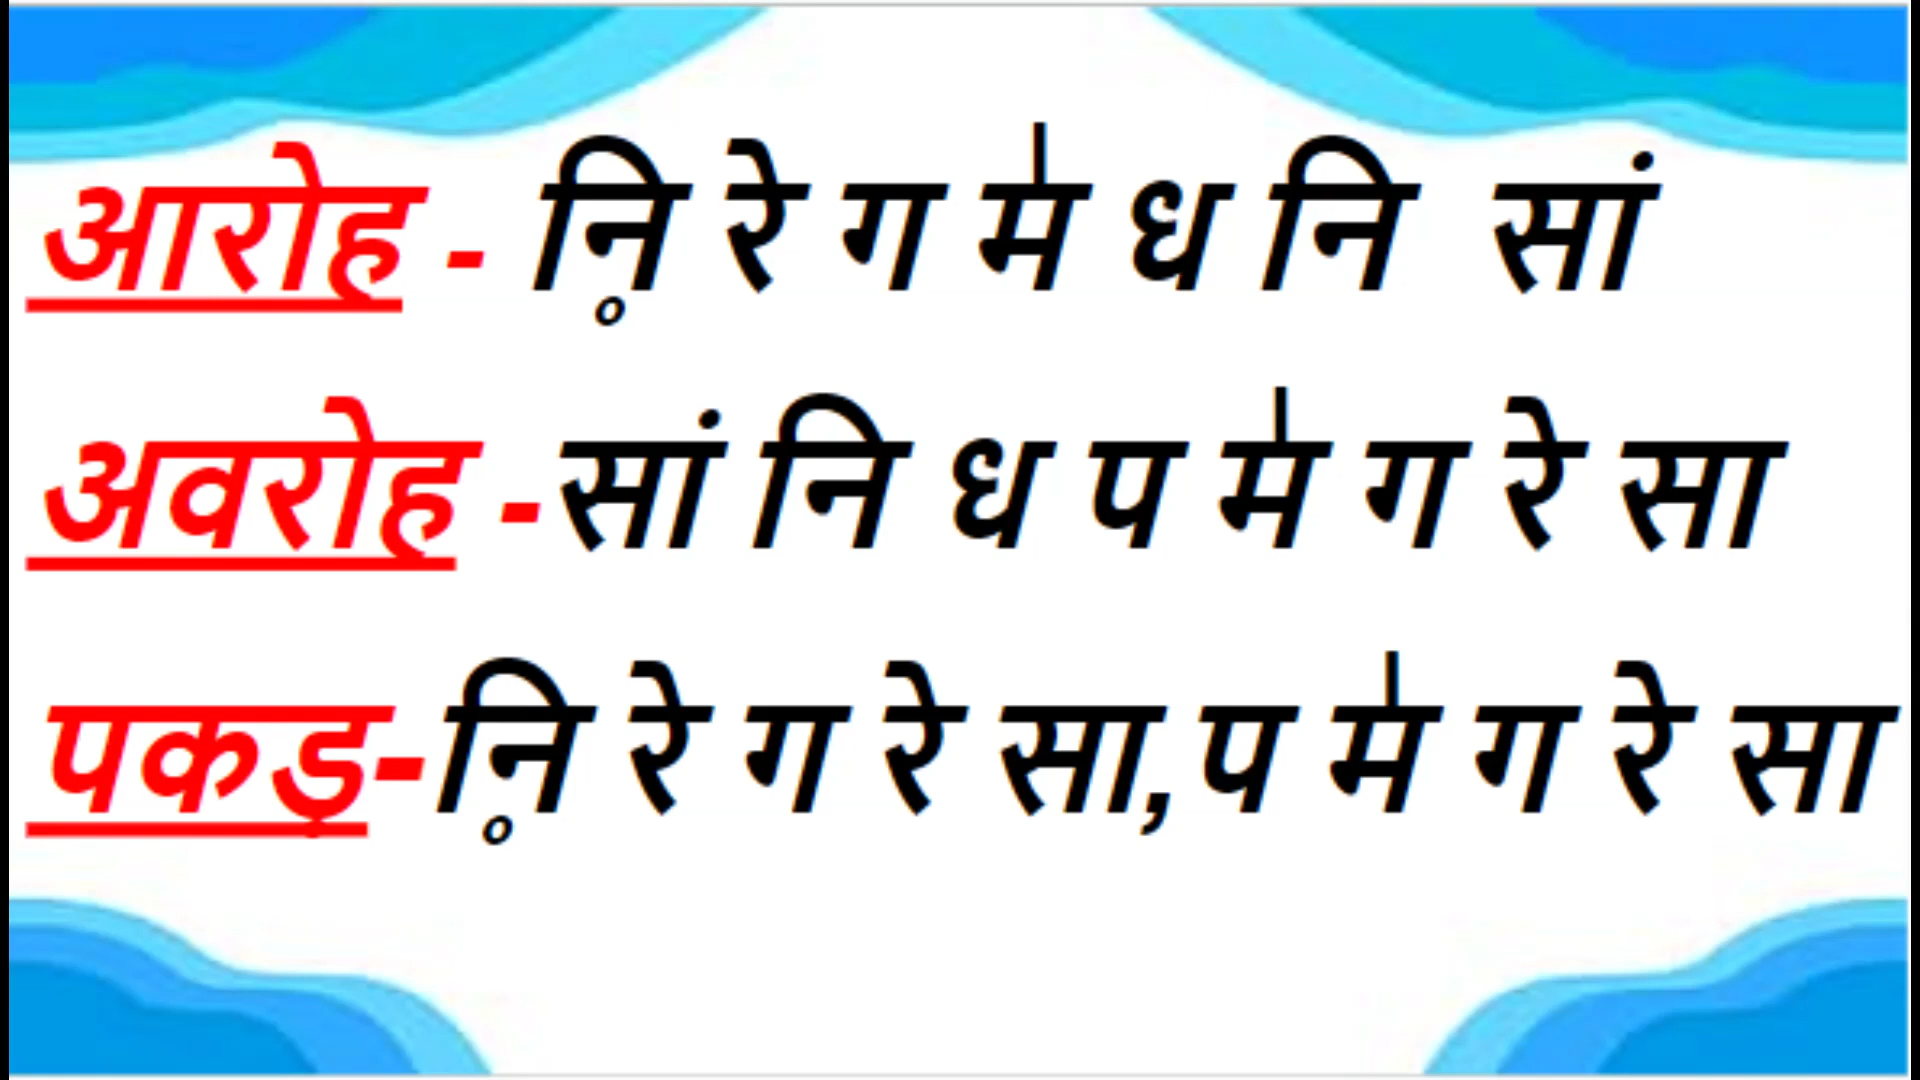 आरोह - ऩि रे ग म॑ ध नि सां
अवरोह -सां नि ध प म॑ ग रे सा
पकड़-ऩि रे ग रे सा,प म॑ ग रे सा